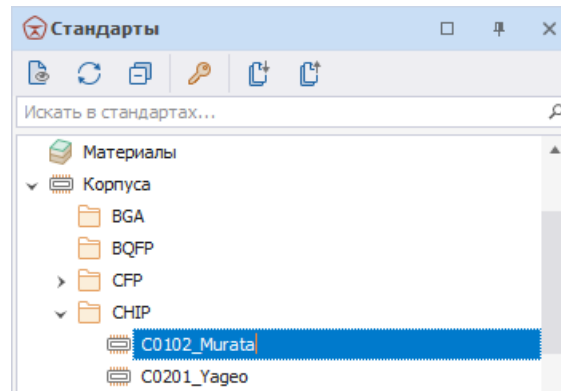 Стандарты
Искать в стандартах...
Материалы
Корпуса
BGA
BQFP
CFP
CHIP
C0102_Murata
C0201_Yageo